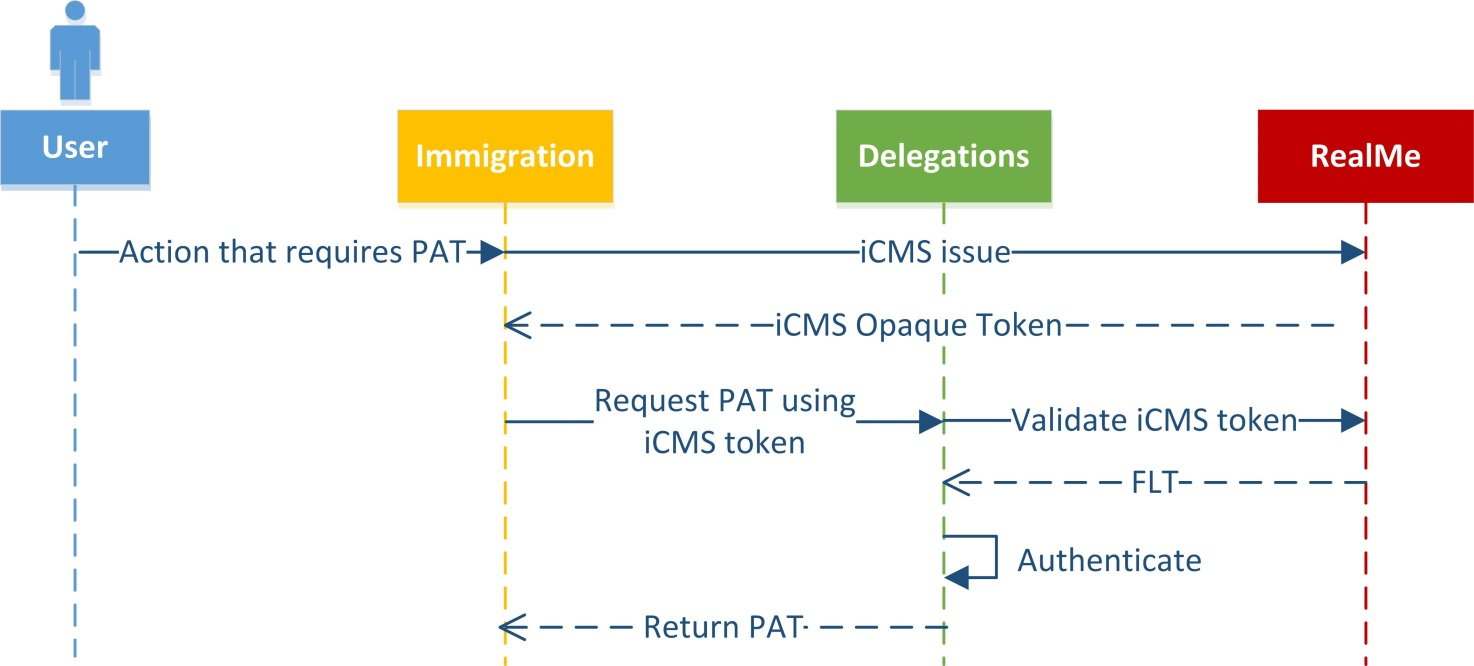 User
Immigration
Delegations
RealMe
Action that requires PAT
iCMS issue
iCMS Opaque Token
Request PAT using
iCMS token
Validate iCMS token
FLT
Authenticate
Return PAT